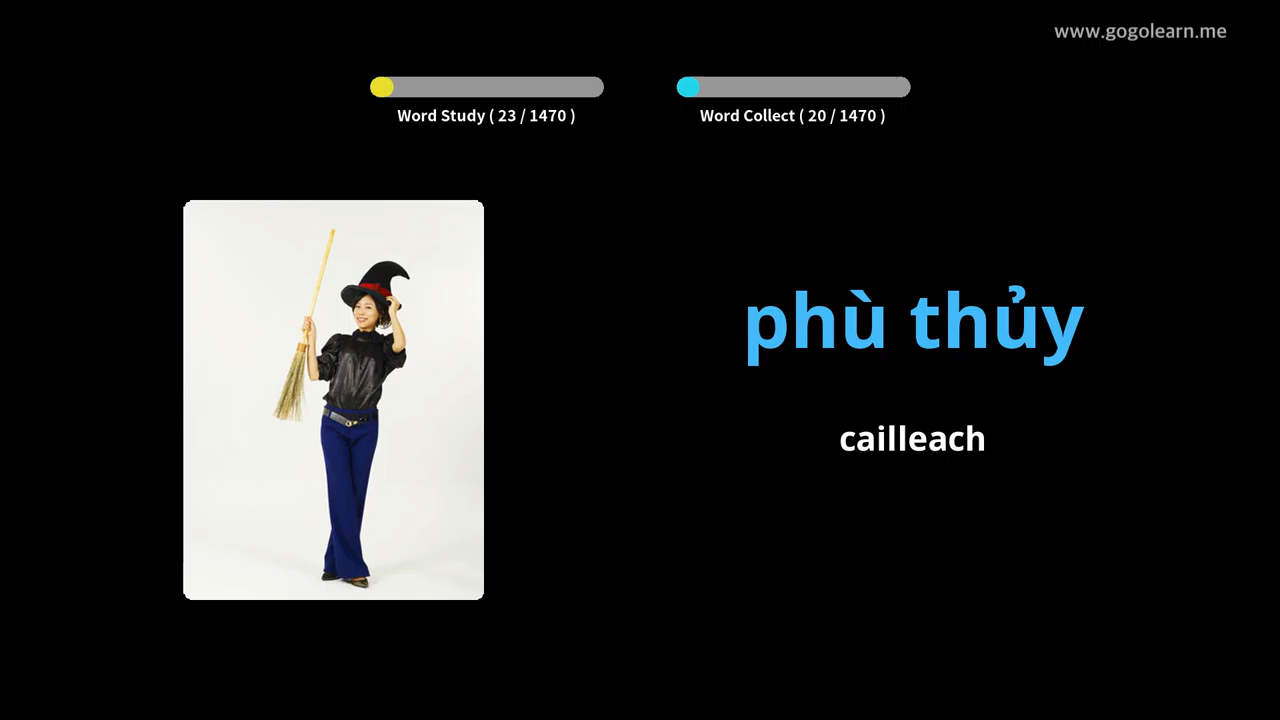 www.gogolearn.me
Word Study ( 23 / 1470 )
Word Collect ( 20 / 1470 )
phù thủy
cailleach